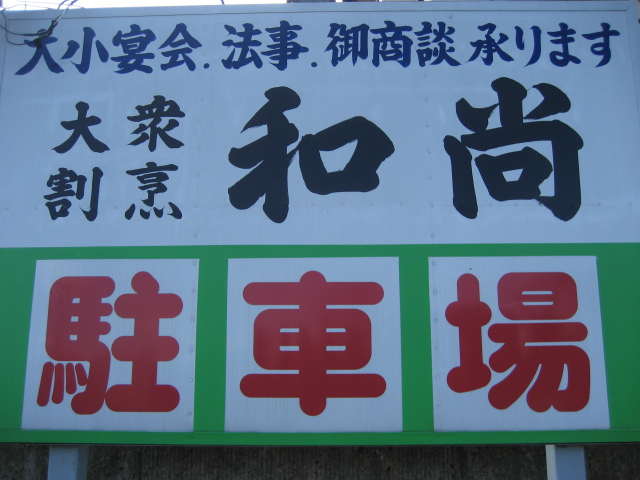 大小宴会.法事.御商談承ります
大衆割烹 和尚
駐車場